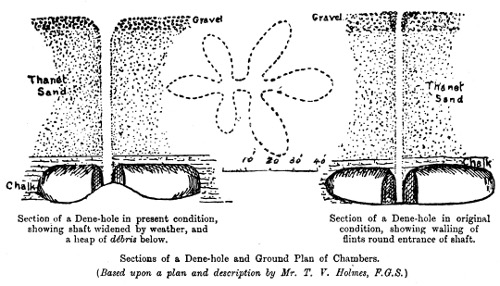 Gravel
Thanet
Sand
Chalk
10' 20' 30' 40'
Gravel
Thanet
Sand
Chalk
Section of a Dene-hole in present condition,
showing shaft widened by weather, and
a heap of débris below.
Section of a Dene-hole in original
condition, showing walling of
flints round entrance of shaft.
Sections of a Dene-hole and Ground Plan of Chambers.
(Based upon a plan and description by Mr. T. V. Holmes, F.G.S.)